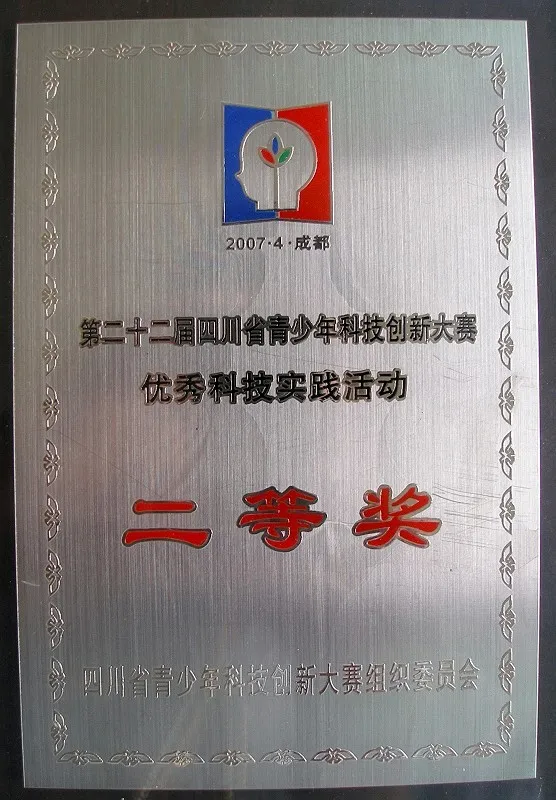 2007·4·成都
第二十二届四川省青少年科技创新大赛
优秀科技实践活动
二等奖
四川省青少年科技创新大赛组织委员会